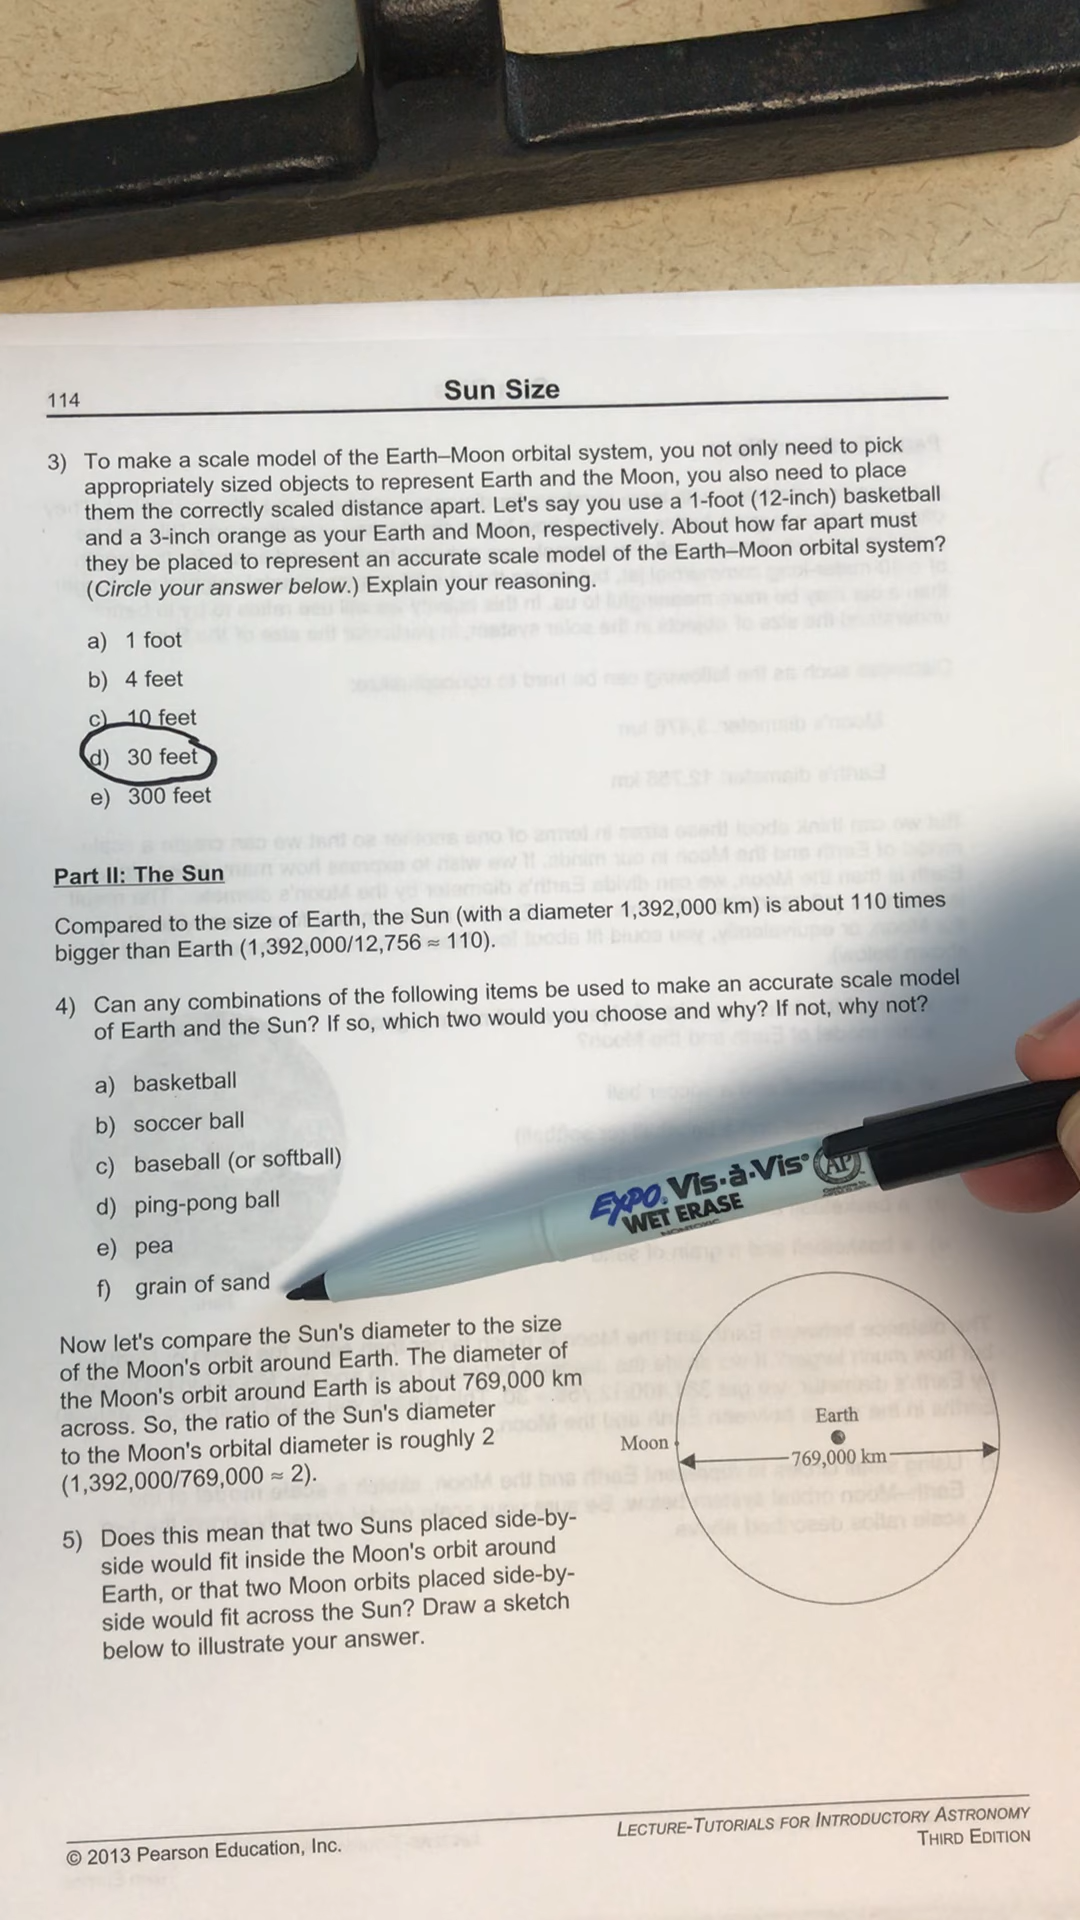 114
Sun Size
3) To make a scale model of the Earth–Moon orbital system, you not only need to pick
appropriately sized objects to represent Earth and the Moon, you also need to place
them the correctly scaled distance apart. Let's say you use a 1-foot (12-inch) basketball
and a 3-inch orange as your Earth and Moon, respectively. About how far apart must
they be placed to represent an accurate scale model of the Earth–Moon orbital system?
(Circle your answer below.) Explain your reasoning.
a) 1 foot
b) 4 feet
c) 10 feet
d) 30 feet
e) 300 feet
Part II: The Sun
Compared to the size of Earth, the Sun (with a diameter 1,392,000 km) is about 110 times
bigger than Earth (1,392,000/12,756 ≈ 110).
4) Can any combinations of the following items be used to make an accurate scale model
of Earth and the Sun? If so, which two would you choose and why? If not, why not?
a) basketball
b) soccer ball
c) baseball (or softball)
d) ping-pong ball
e) pea
f) grain of sand
EXPO® Vis-à-Vis®
WET ERASE
NONTOXIC
AP
Now let's compare the Sun's diameter to the size
of the Moon's orbit around Earth. The diameter of
the Moon's orbit around Earth is about 769,000 km
across. So, the ratio of the Sun's diameter
to the Moon's orbital diameter is roughly 2
(1,392,000/769,000 ≈ 2).
Earth
Moon
769,000 km
5) Does this mean that two Suns placed side-by-
side would fit inside the Moon's orbit around
Earth, or that two Moon orbits placed side-by-
side would fit across the Sun? Draw a sketch
below to illustrate your answer.
© 2013 Pearson Education, Inc.
LECTURE-TUTORIALS FOR INTRODUCTORY ASTRONOMY
THIRD EDITION